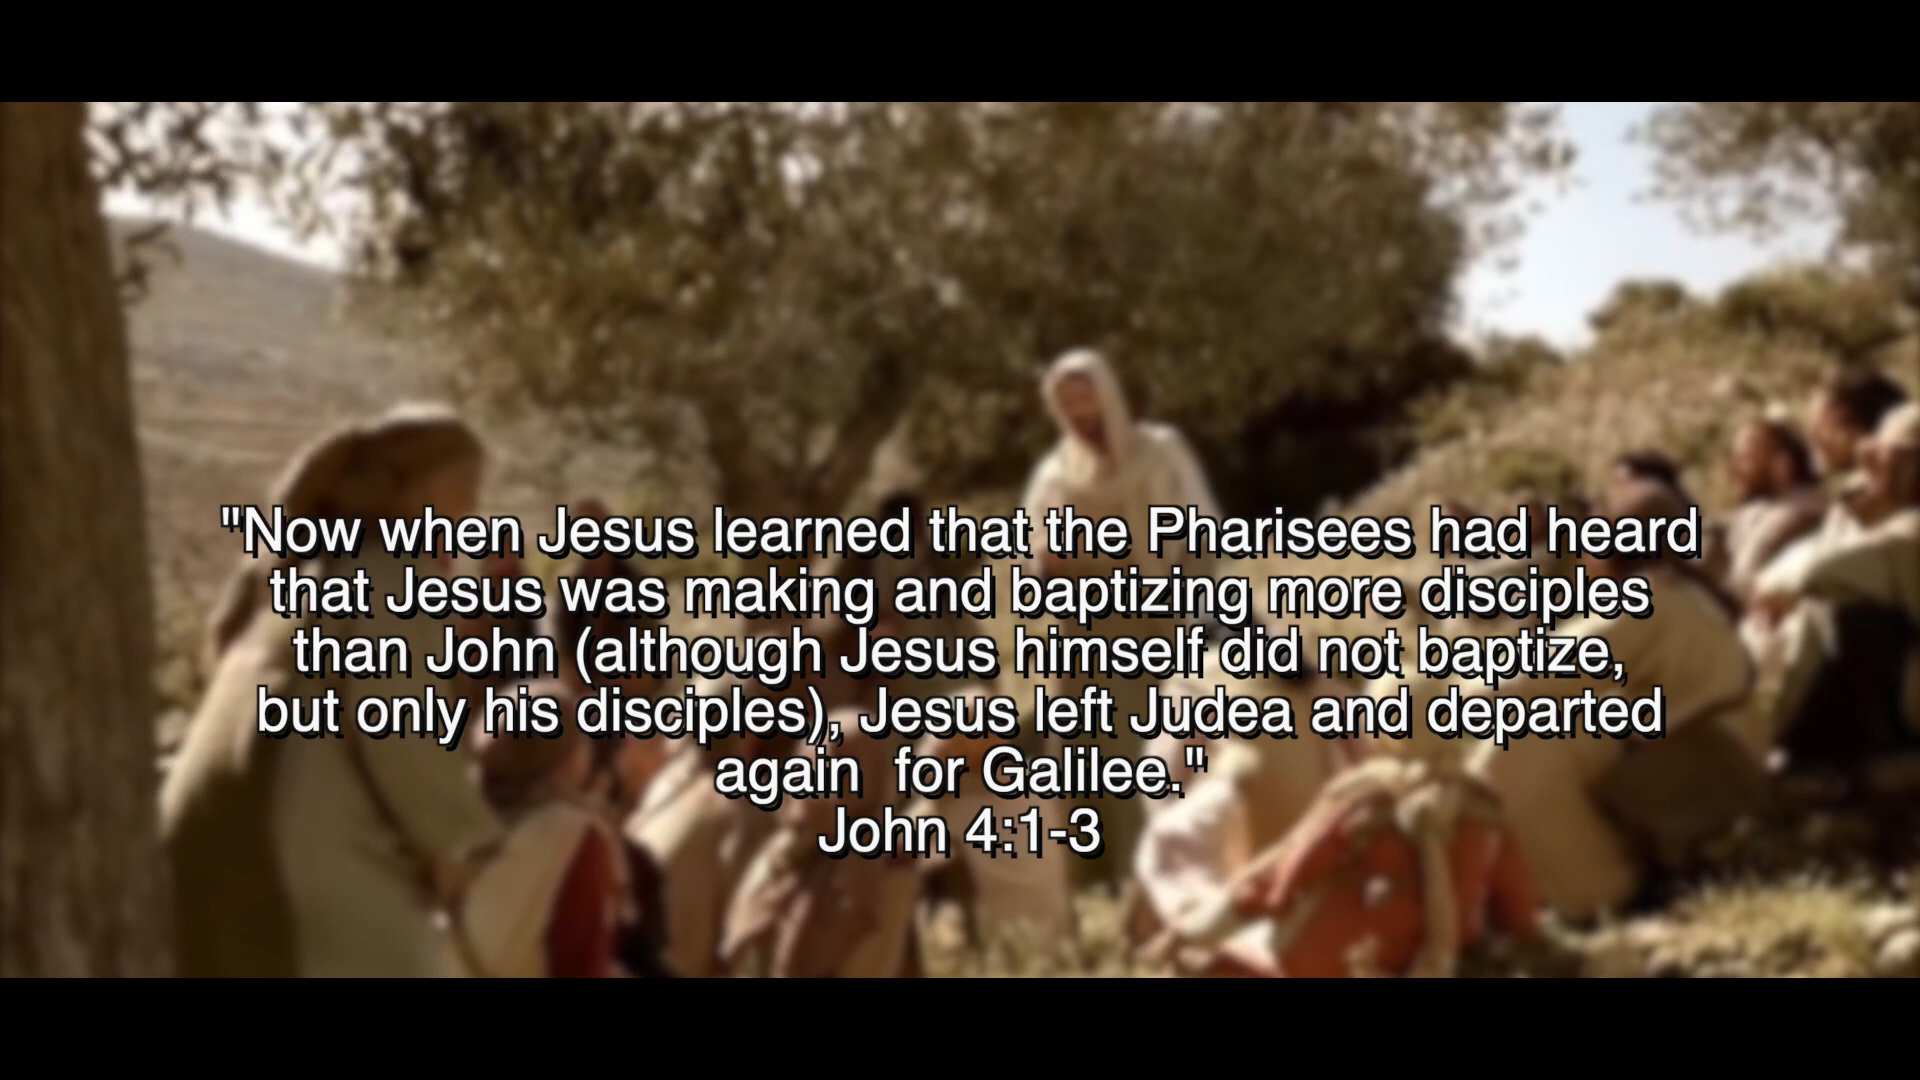 "Now when Jesus learned that the Pharisees had heard
that Jesus was making and baptizing more disciples
than John (although Jesus himself did not baptize,
but only his disciples), Jesus left Judea and departed
again  for Galilee."
John 4:1-3